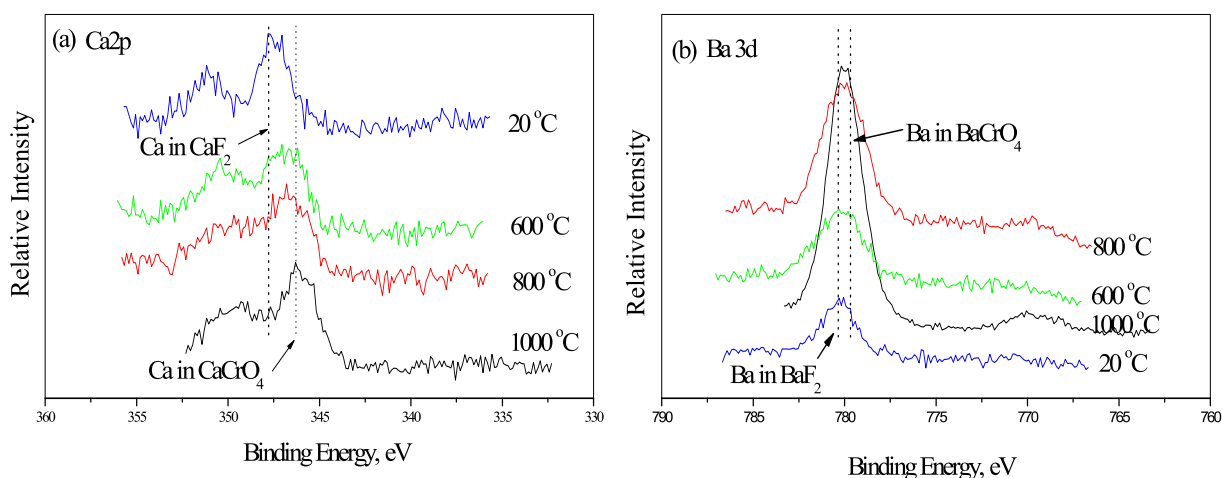 (a) Ca2p
20 °C
Ca in CaF₂
600 °C
800 °C
1000 °C
Ca in CaCrO₄
Relative Intensity
360 355 350 345 340 335 330
Binding Energy, eV
(b) Ba 3d
Ba in BaCrO₄
800 °C
600 °C
1000 °C
20 °C
Ba in BaF₂
Relative Intensity
790 785 780 775 770 765 760
Binding Energy, eV